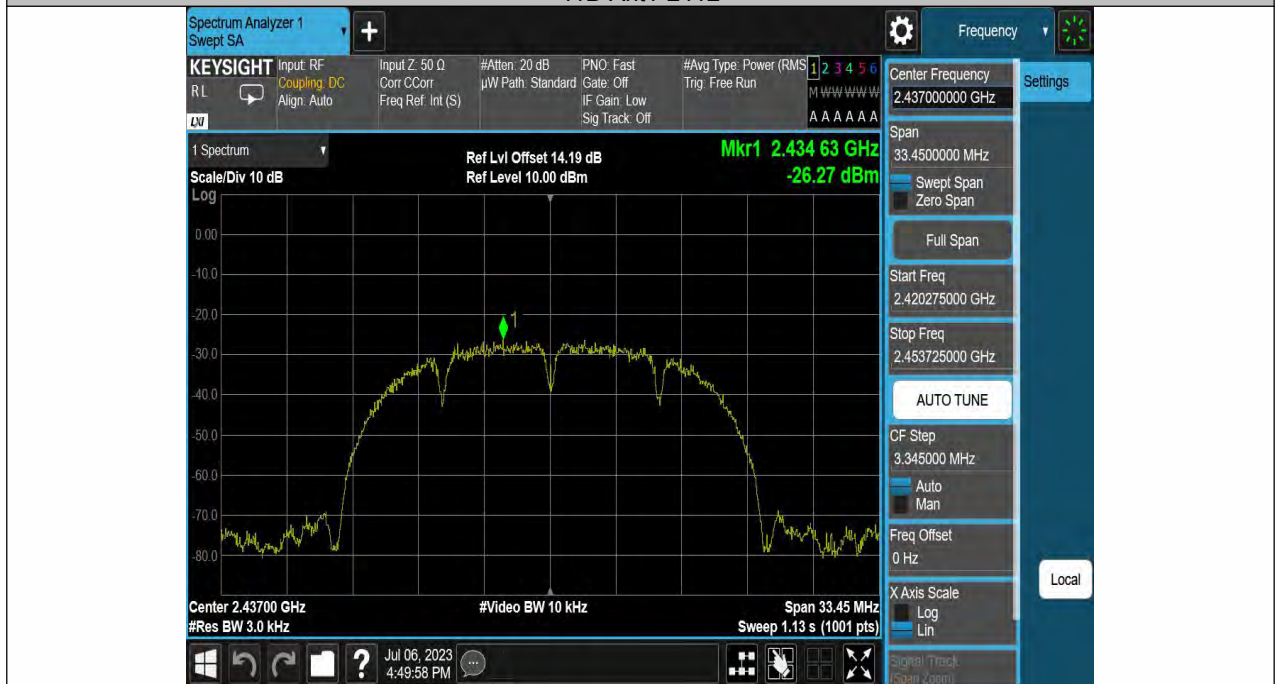 Spectrum Analyzer 1
Swept SA
+
Frequency
KEYSIGHT
Input: RF
Input Z: 50 Ω
#Atten: 20 dB
PNO: Fast
#Avg Type: Power (RMS
1 2 3 4 5 6
RL
Coupling: DC
Corr CCorr
µW Path: Standard
Gate: Off
Trig: Free Run
M W W W W W
Align: Auto
Freq Ref: Int (S)
IF Gain: Low
LXI
Sig Track: Off
A A A A A A
Center Frequency
2.437000000 GHz
Settings
Span
33.4500000 MHz
Swept Span
Zero Span
Full Span
Start Freq
2.420275000 GHz
Stop Freq
2.453725000 GHz
AUTO TUNE
CF Step
3.345000 MHz
Auto
Man
Freq Offset
0 Hz
X Axis Scale
Log
Lin
Signal Track
(Span Zoom)
Local
1 Spectrum
Ref Lvl Offset 14.19 dB
Mkr1 2.434 63 GHz
Scale/Div 10 dB
Ref Level 10.00 dBm
-26.27 dBm
Log
0.00
-10.0
-20.0
1
-30.0
-40.0
-50.0
-60.0
-70.0
-80.0
Center 2.43700 GHz
#Video BW 10 kHz
Span 33.45 MHz
#Res BW 3.0 kHz
Sweep 1.13 s (1001 pts)
?
Jul 06, 2023
4:49:58 PM